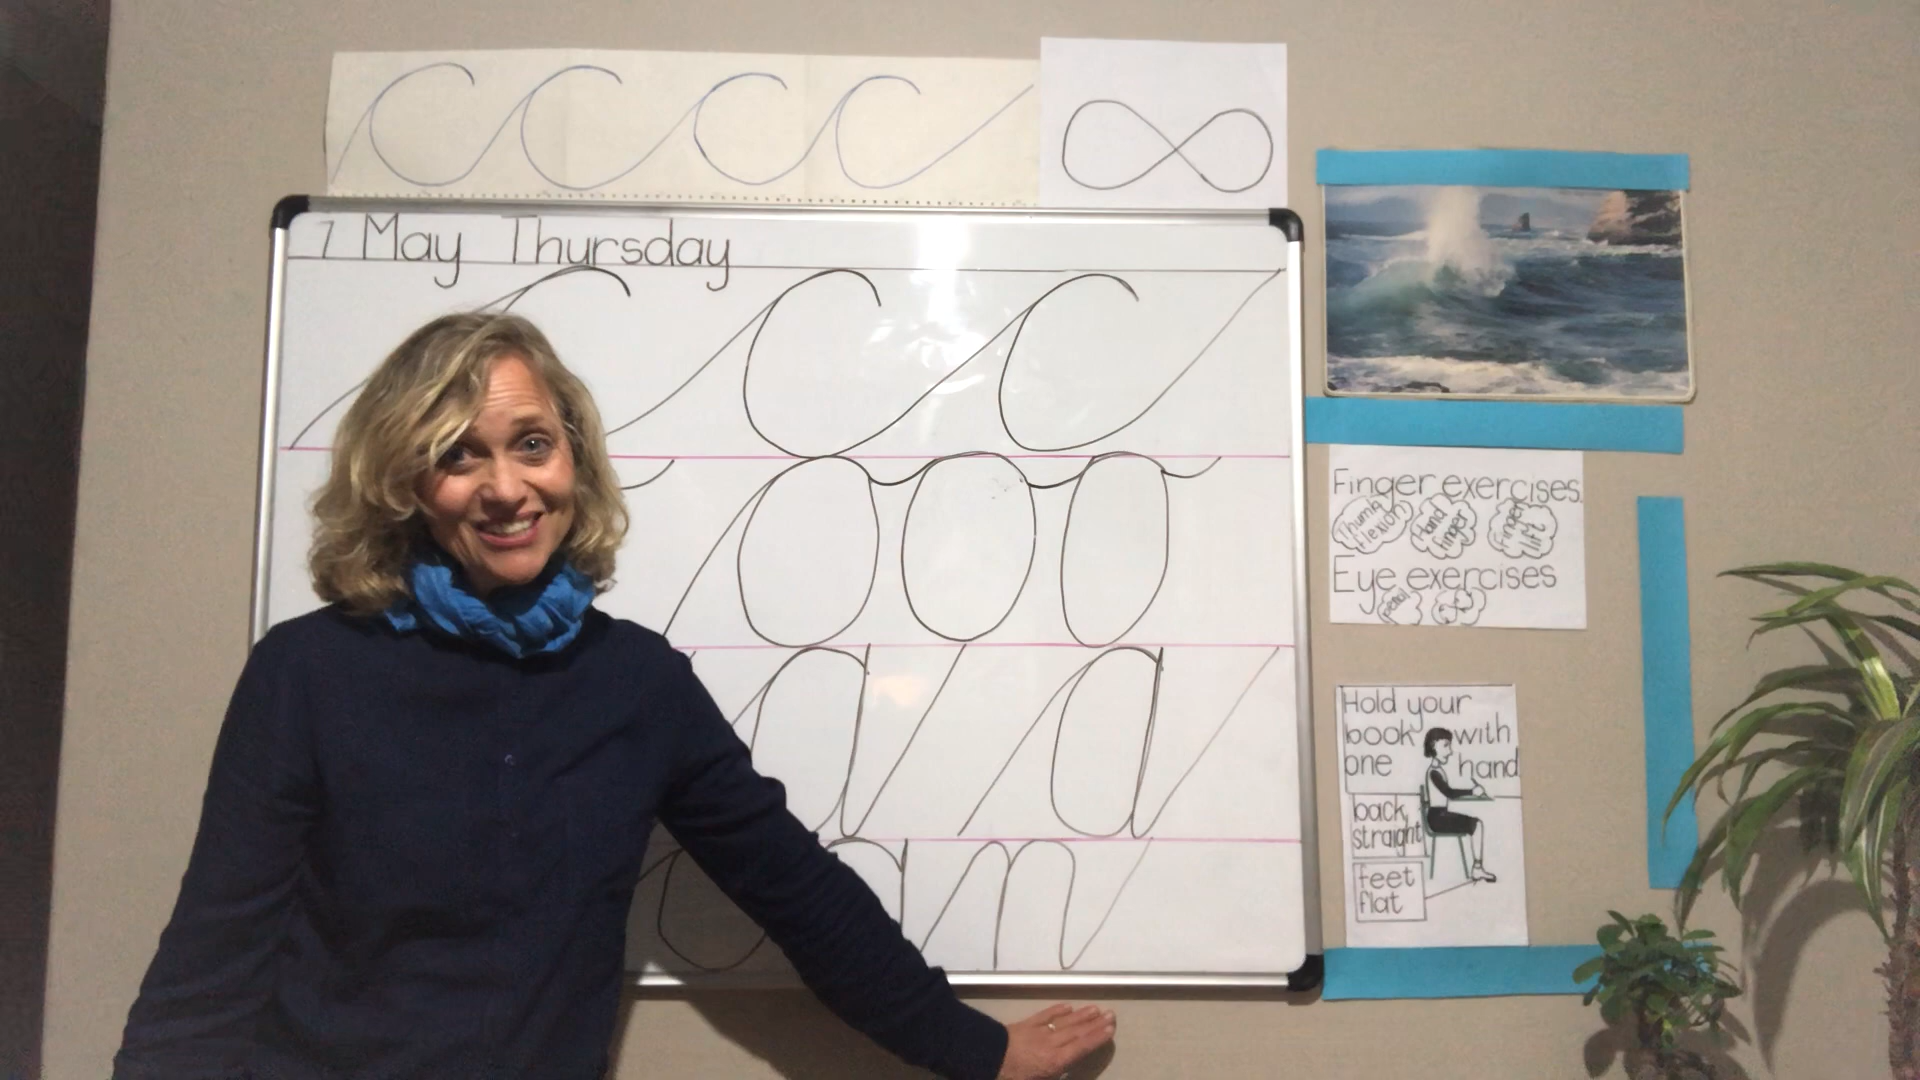 C C C C
7 May Thursday
C C C
o o o
a a
m
Finger exercises
Thumb flexion
Hand finger
Finger lift
Eye exercises
pencil
∞
Hold your
book with
one hand
back
straight
feet
flat